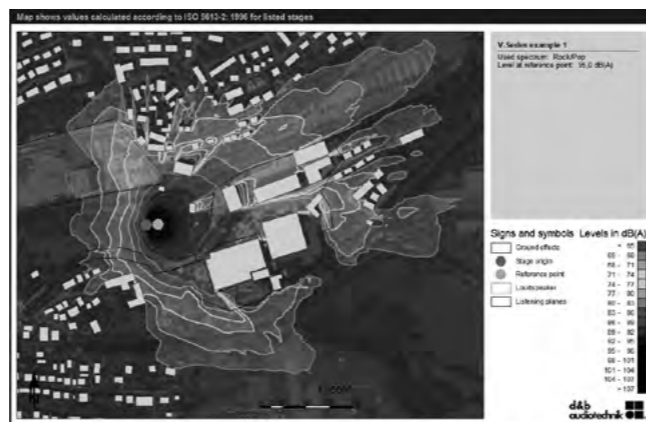 Map shows values calculated according to ISO 9613-2: 1996 for listed stages
V-Series example 1
Used spectrum: Rock/Pop
Level at reference point: 95,0 dB(A)
Signs and symbols
Ground effects
Stage origin
Reference point
Loudspeaker
Listening planes
Levels in dB(A)
65 - 68
68 - 71
71 - 74
74 - 77
77 - 80
80 - 83
83 - 86
86 - 89
89 - 92
92 - 95
95 - 98
98 - 101
101 - 104
104 - 107
d&b
audiotechnik